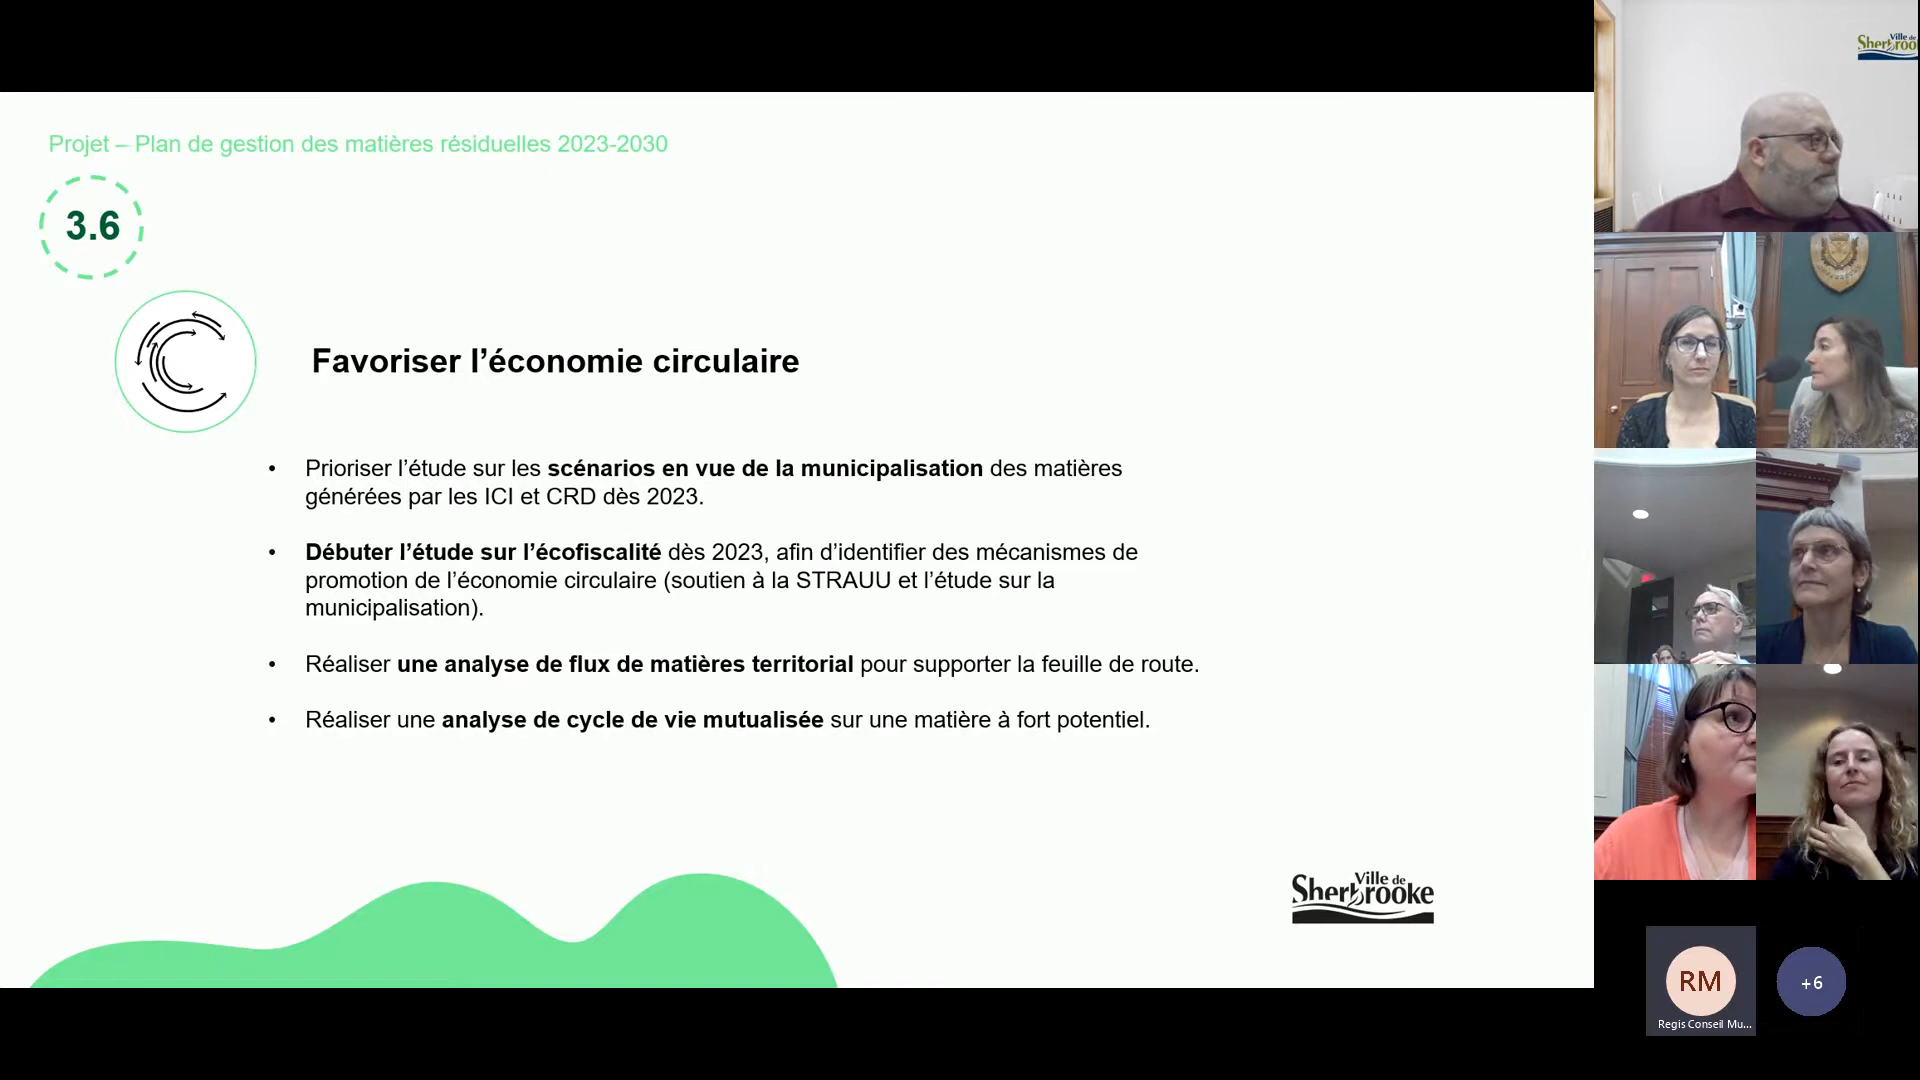 Projet – Plan de gestion des matières résiduelles 2023-2030
3.6
Favoriser l’économie circulaire
• Prioriser l’étude sur les scénarios en vue de la municipalisation des matières
générées par les ICI et CRD dès 2023.
• Débuter l’étude sur l’écofiscalité dès 2023, afin d’identifier des mécanismes de
promotion de l’économie circulaire (soutien à la STRAUU et l’étude sur la
municipalisation).
• Réaliser une analyse de flux de matières territorial pour supporter la feuille de route.
• Réaliser une analyse de cycle de vie mutualisée sur une matière à fort potentiel.
Ville de
Sherbrooke
Ville de
Sherbroo
RM
Regis Conseil Mu...
+6